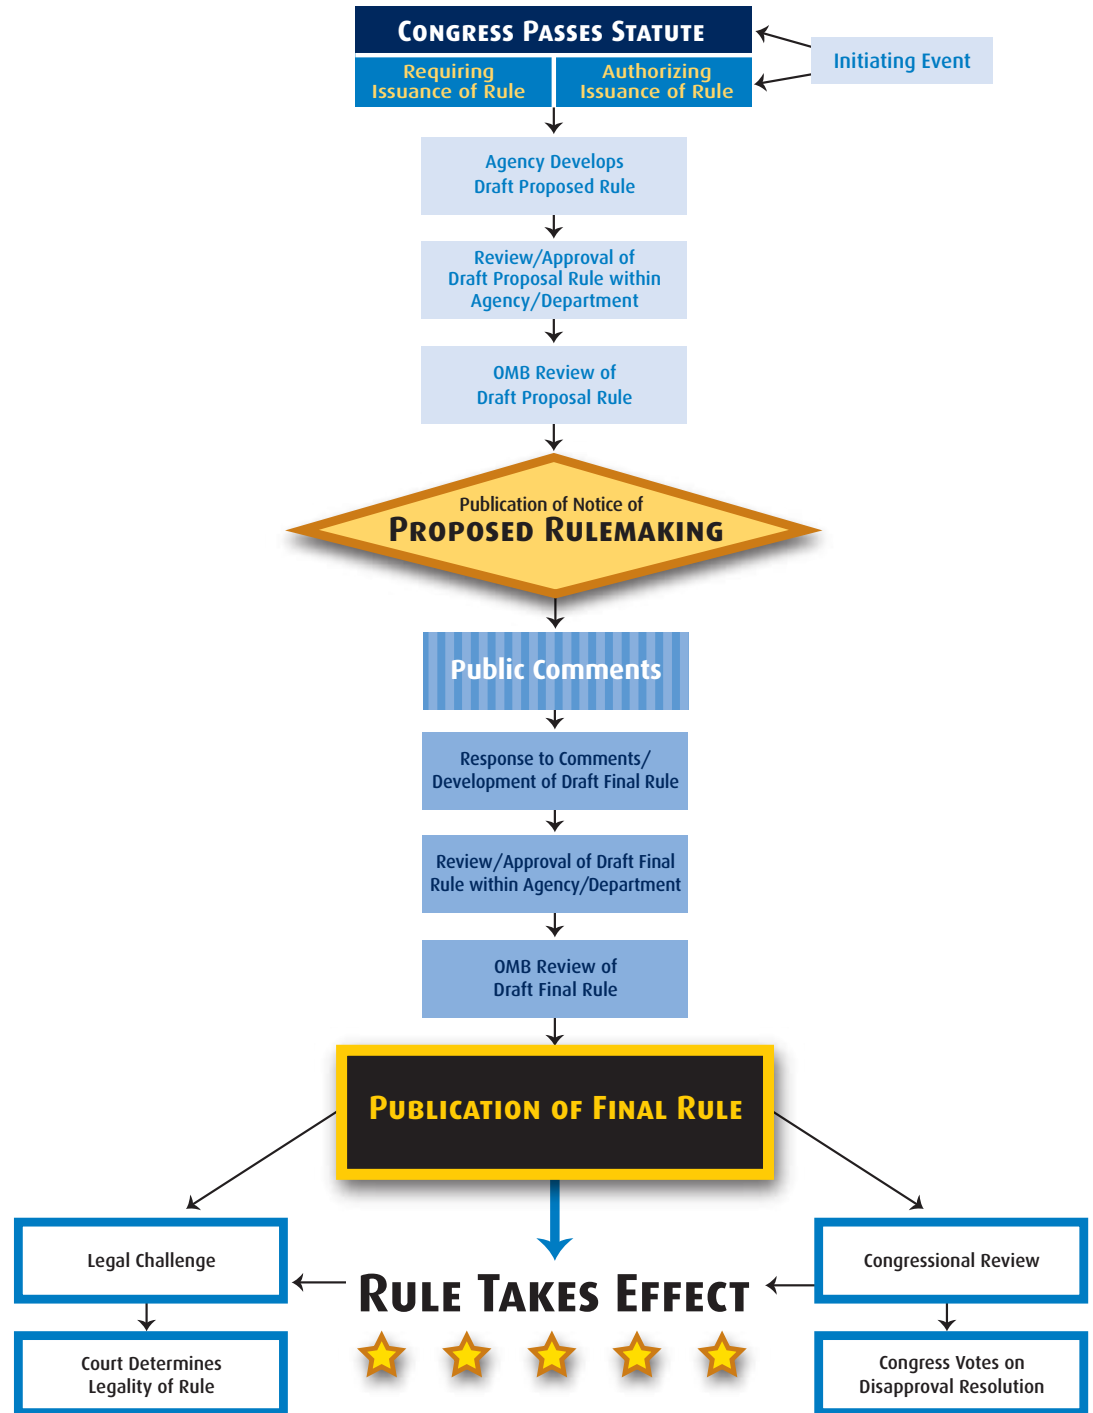 CONGRESS PASSES STATUTE
Initiating Event
Requiring
Issuance of Rule
Authorizing
Issuance of Rule
Agency Develops
Draft Proposed Rule
Review/Approval of
Draft Proposal Rule within
Agency/Department
OMB Review of
Draft Proposal Rule
Publication of Notice of
PROPOSED RULEMAKING
Public Comments
Response to Comments/
Development of Draft Final Rule
Review/Approval of Draft Final
Rule within Agency/Department
OMB Review of
Draft Final Rule
PUBLICATION OF FINAL RULE
Legal Challenge
Congressional Review
RULE TAKES EFFECT
Court Determines
Legality of Rule
Congress Votes on
Disapproval Resolution